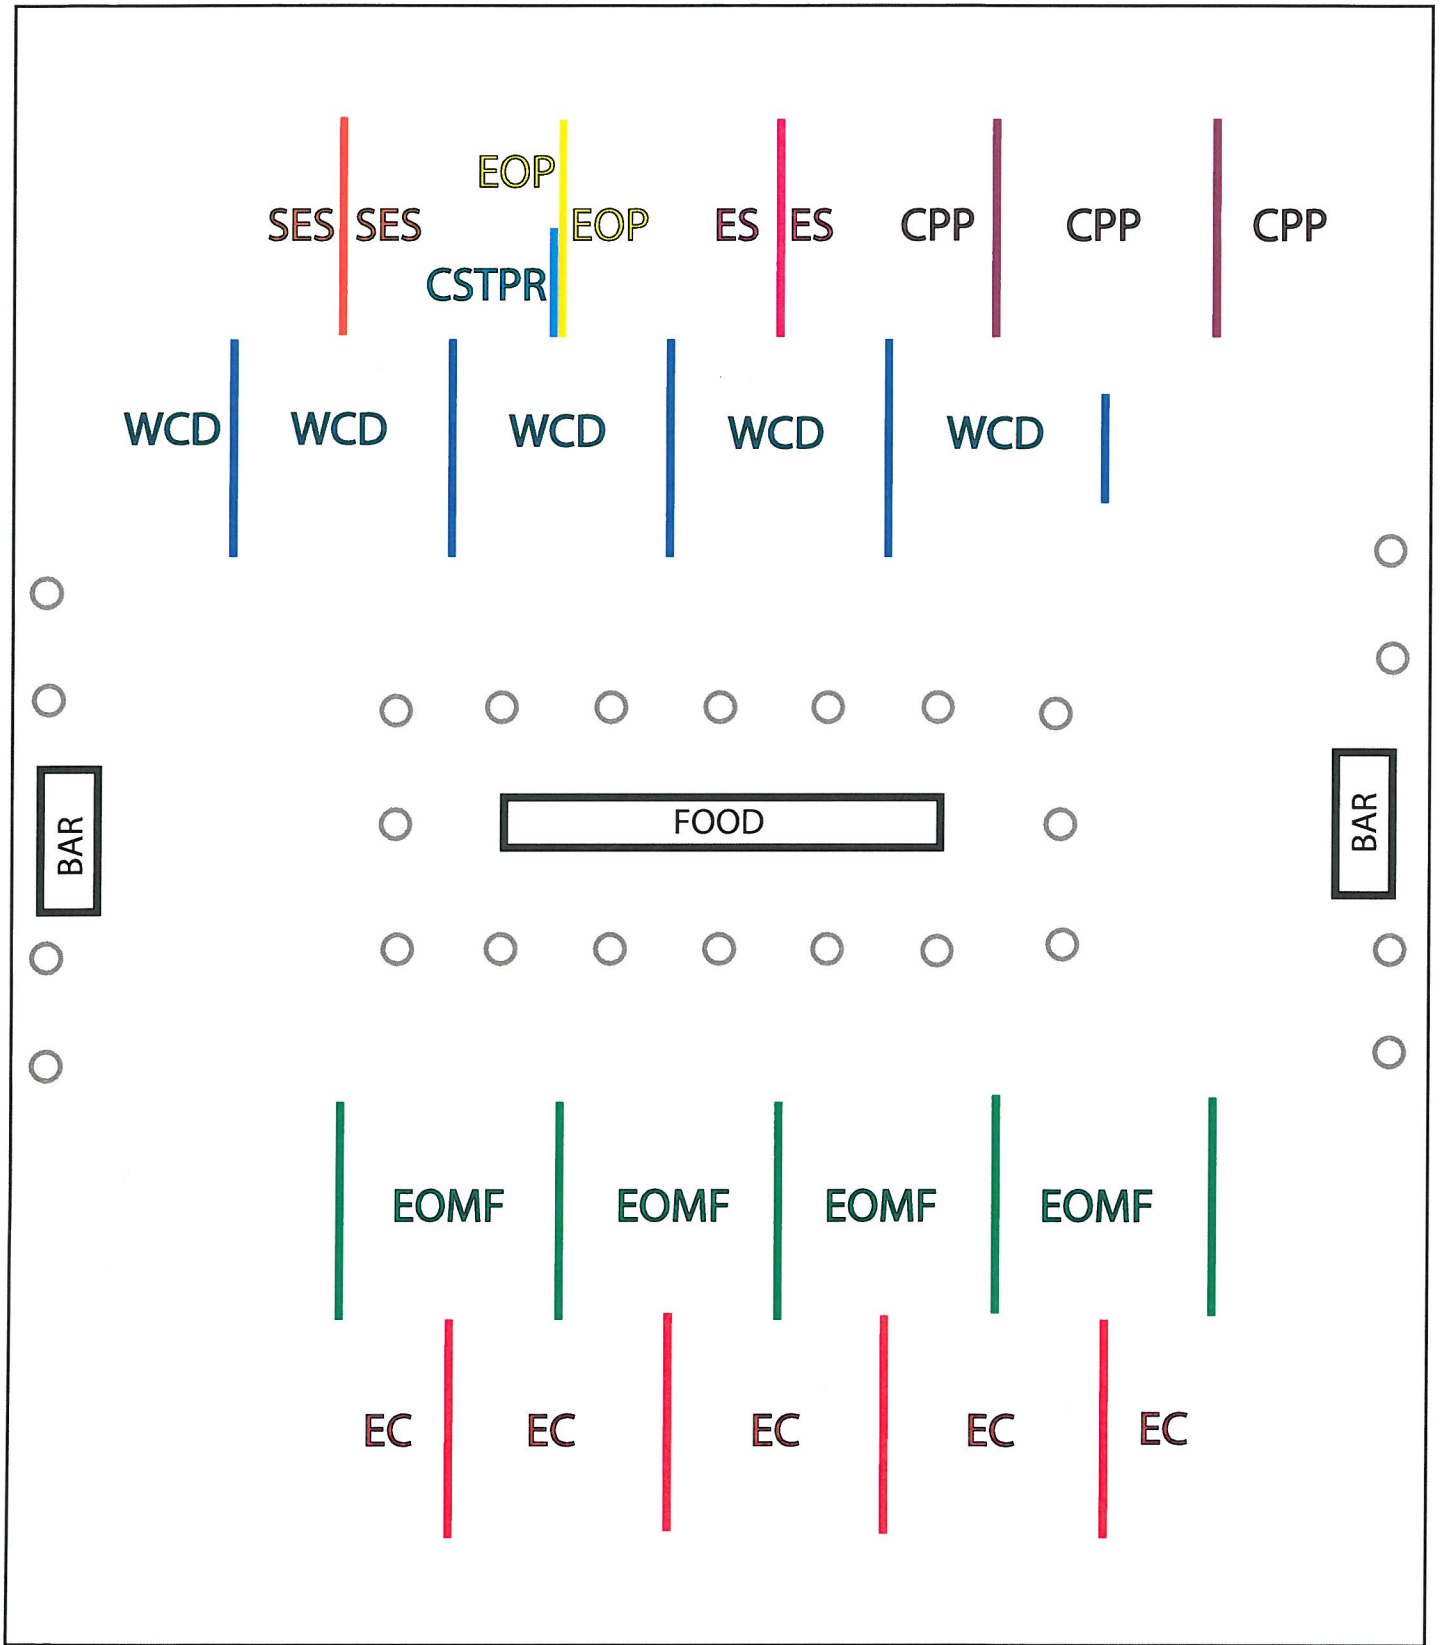 EOP
SES SES EOP ES ES CPP CPP CPP
CSTPR
WCD WCD WCD WCD WCD
BAR FOOD BAR
EOMF EOMF EOMF EOMF
EC EC EC EC EC